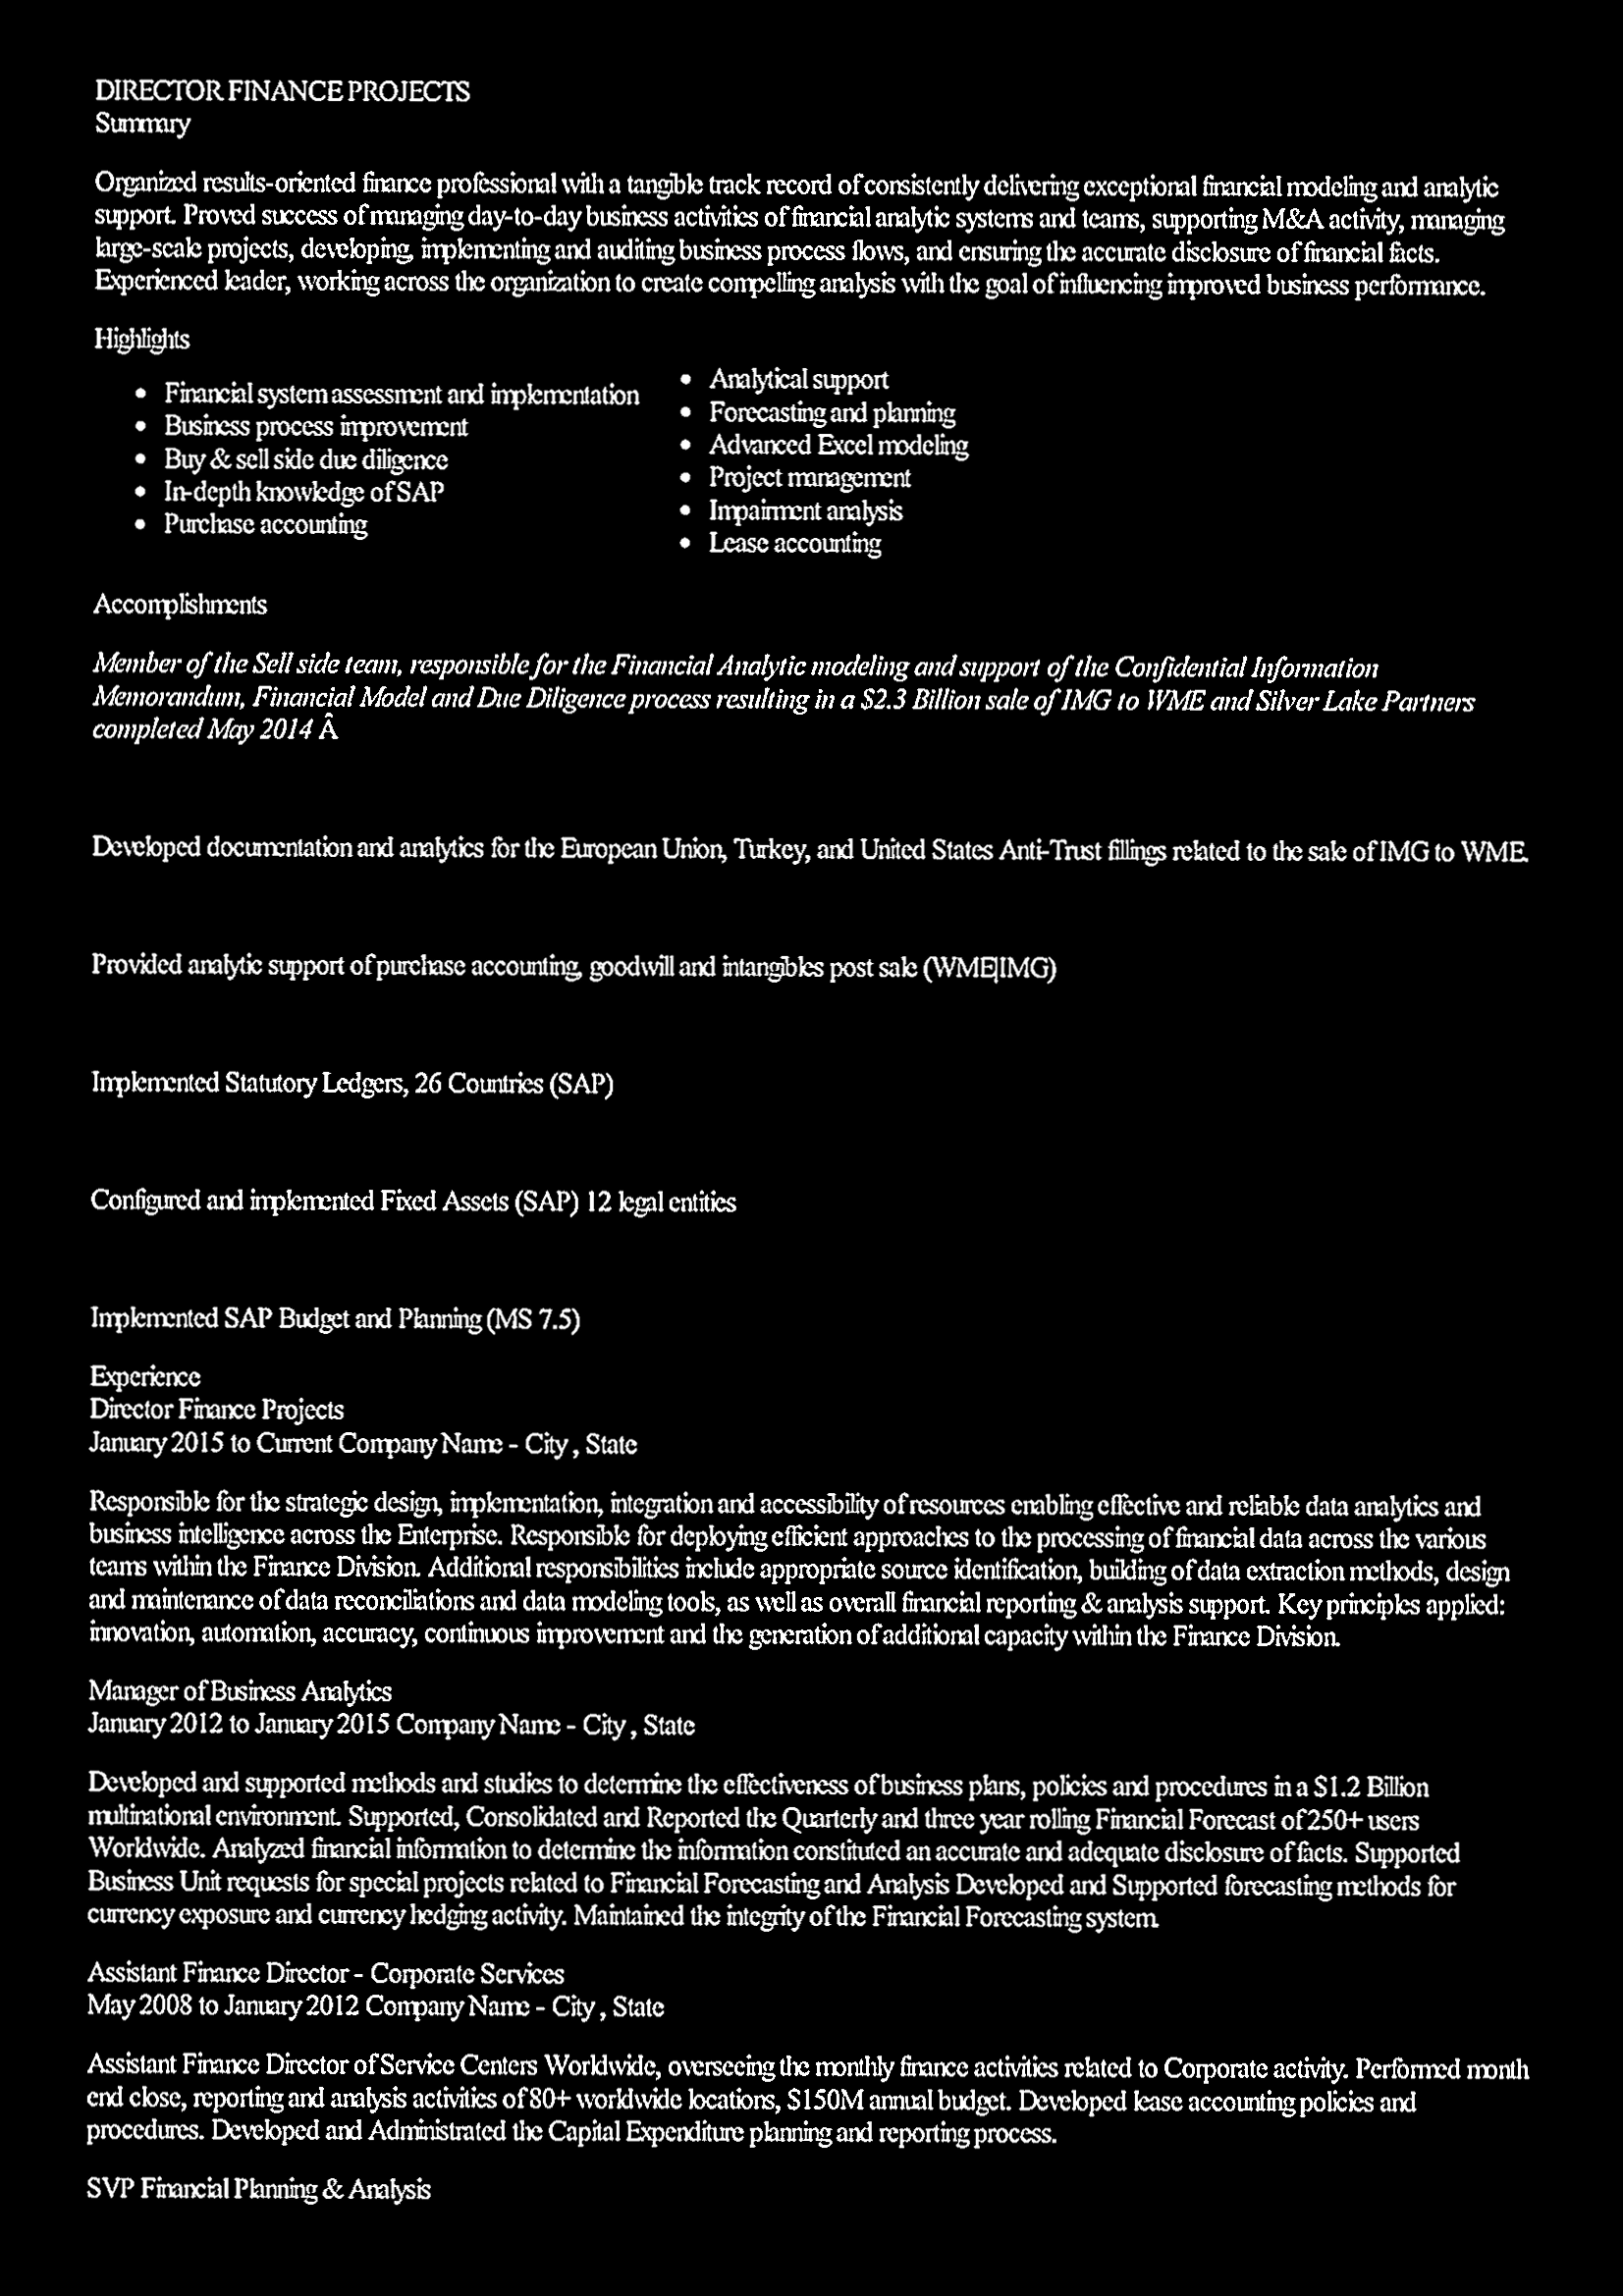 DIRECTOR FINANCE PROJECTS
Summary
Organized results-oriented finance professional with a tangible track record of consistently delivering exceptional financial modeling and analytic
support. Proved success of managing day-to-day business activities of financial analytic systems and teams, supporting M&A activity, managing
large-scale projects, developing, implementing and auditing business process flows, and ensuring the accurate disclosure of financial facts.
Experienced leader, working across the organization to create compelling analysis with the goal of influencing improved business performance.
Highlights
• Financial system assessment and implementation
• Business process improvement
• Buy & sell side due diligence
• In-depth knowledge of SAP
• Purchase accounting
• Analytical support
• Forecasting and planning
• Advanced Excel modeling
• Project management
• Impairment analysis
• Lease accounting
Accomplishments
Member of the Sell side team, responsible for the Financial Analytic modeling and support of the Confidential Information
Memorandum, Financial Model and Due Diligence process resulting in a $2.3 Billion sale of IMG to WME and Silver Lake Partners
completed May 2014 Â
Developed documentation and analytics for the European Union, Turkey, and United States Anti-Trust fillings related to the sale of IMG to WME.
Provided analytic support of purchase accounting, goodwill and intangibles post sale (WME|IMG)
Implemented Statutory Ledgers, 26 Countries (SAP)
Configured and implemented Fixed Assets (SAP) 12 legal entities
Implemented SAP Budget and Planning (MS 7.5)
Experience
Director Finance Projects
January 2015 to Current Company Name - City , State
Responsible for the strategic design, implementation, integration and accessibility of resources enabling effective and reliable data analytics and
business intelligence across the Enterprise. Responsible for deploying efficient approaches to the processing of financial data across the various
teams within the Finance Division. Additional responsibilities include appropriate source identification, building of data extraction methods, design
and maintenance of data reconciliations and data modeling tools, as well as overall financial reporting & analysis support. Key principles applied:
innovation, automation, accuracy, continuous improvement and the generation of additional capacity within the Finance Division.
Manager of Business Analytics
January 2012 to January 2015 Company Name - City , State
Developed and supported methods and studies to determine the effectiveness of business plans, policies and procedures in a $1.2 Billion
multinational environment. Supported, Consolidated and Reported the Quarterly and three year rolling Financial Forecast of 250+ users
Worldwide. Analyzed financial information to determine the information constituted an accurate and adequate disclosure of facts. Supported
Business Unit requests for special projects related to Financial Forecasting and Analysis Developed and Supported forecasting methods for
currency exposure and currency hedging activity. Maintained the integrity of the Financial Forecasting system.
Assistant Finance Director - Corporate Services
May 2008 to January 2012 Company Name - City , State
Assistant Finance Director of Service Centers Worldwide, overseeing the monthly finance activities related to Corporate activity. Performed month
end close, reporting and analysis activities of 80+ worldwide locations, $150M annual budget. Developed lease accounting policies and
procedures. Developed and Administrated the Capital Expenditure planning and reporting process.
SVP Financial Planning & Analysis